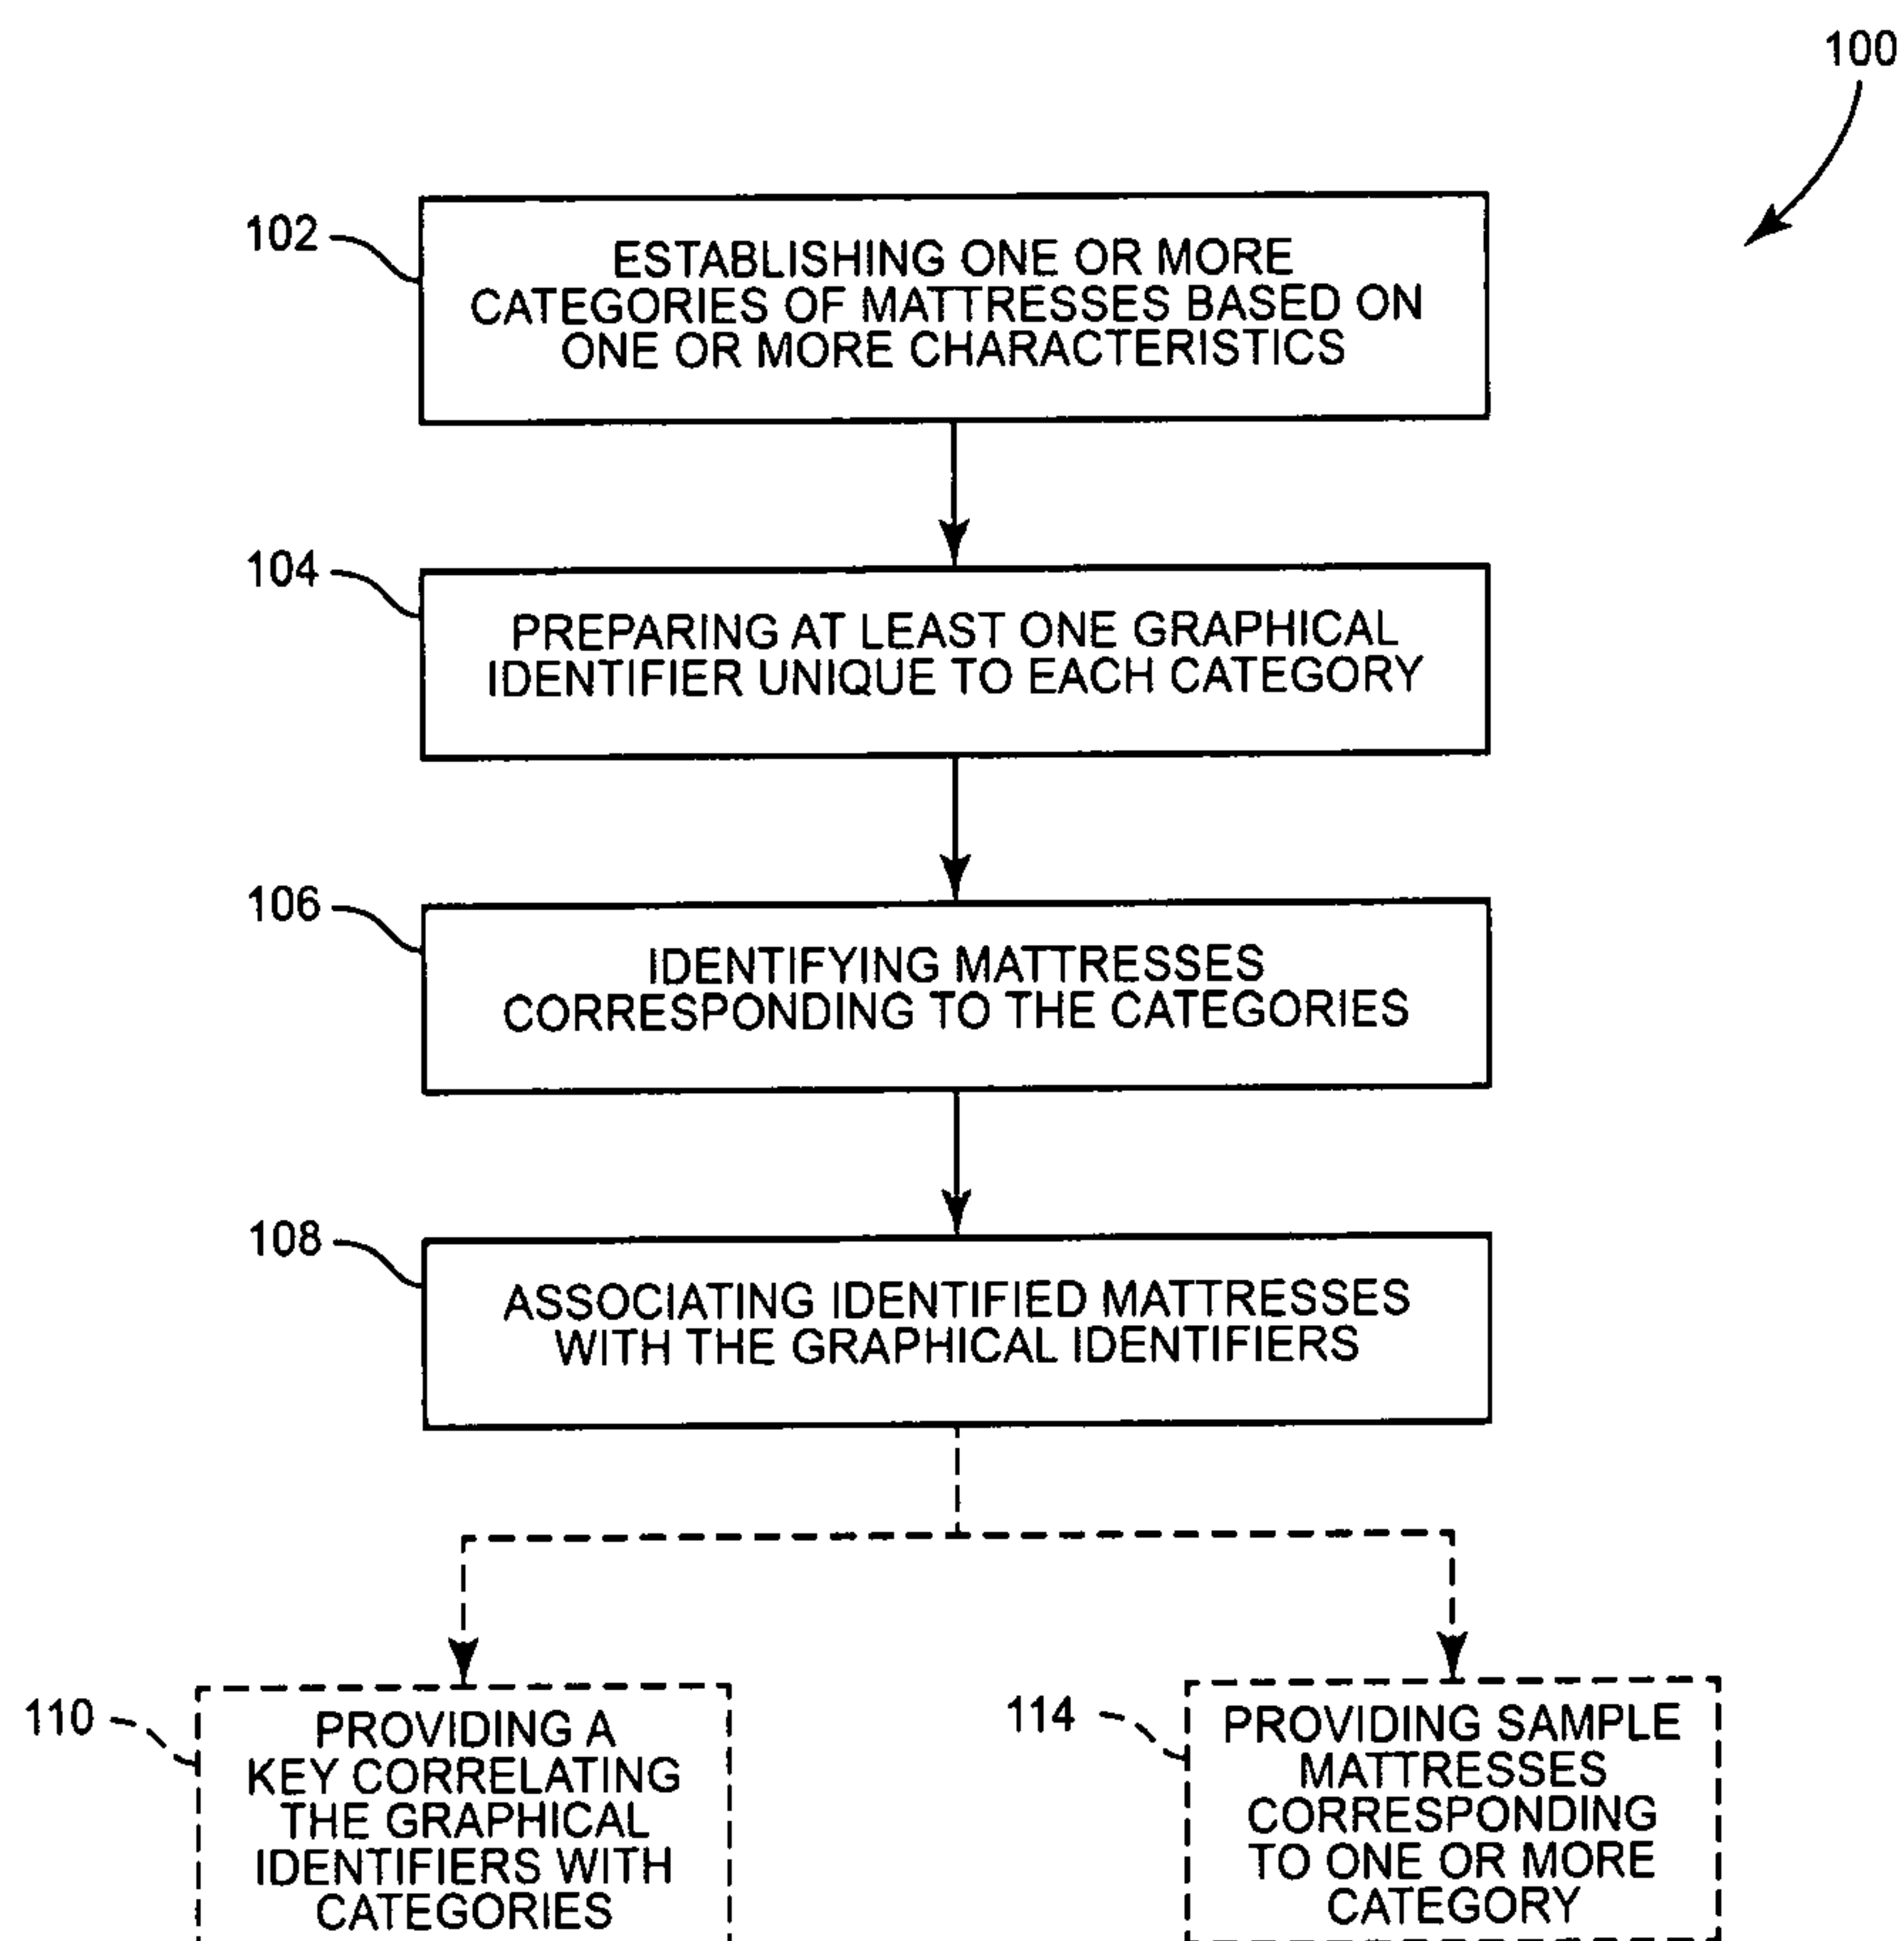 100
102
ESTABLISHING ONE OR MORE
CATEGORIES OF MATTRESSES BASED ON
ONE OR MORE CHARACTERISTICS
104
PREPARING AT LEAST ONE GRAPHICAL
IDENTIFIER UNIQUE TO EACH CATEGORY
106
IDENTIFYING MATTRESSES
CORRESPONDING TO THE CATEGORIES
108
ASSOCIATING IDENTIFIED MATTRESSES
WITH THE GRAPHICAL IDENTIFIERS
110
PROVIDING A
KEY CORRELATING
THE GRAPHICAL
IDENTIFIERS WITH
CATEGORIES
114
PROVIDING SAMPLE
MATTRESSES
CORRESPONDING
TO ONE OR MORE
CATEGORY